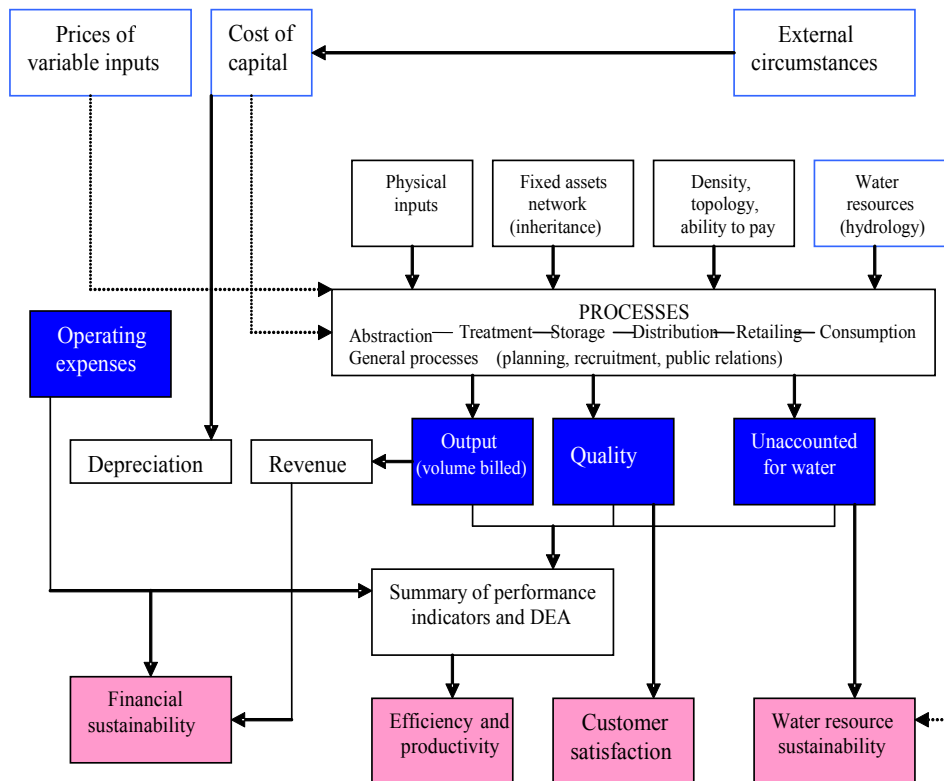 Prices of
variable inputs
Cost of
capital
External
circumstances
Physical
inputs
Fixed assets
network
(inheritance)
Density,
topology,
ability to pay
Water
resources
(hydrology)
PROCESSES
Abstraction Treatment Storage Distribution Retailing Consumption
General processes (planning, recruitment, public relations)
Operating
expenses
Depreciation
Revenue
Output
(volume billed)
Quality
Unaccounted
for water
Summary of performance
indicators and DEA
Financial
sustainability
Efficiency and
productivity
Customer
satisfaction
Water resource
sustainability